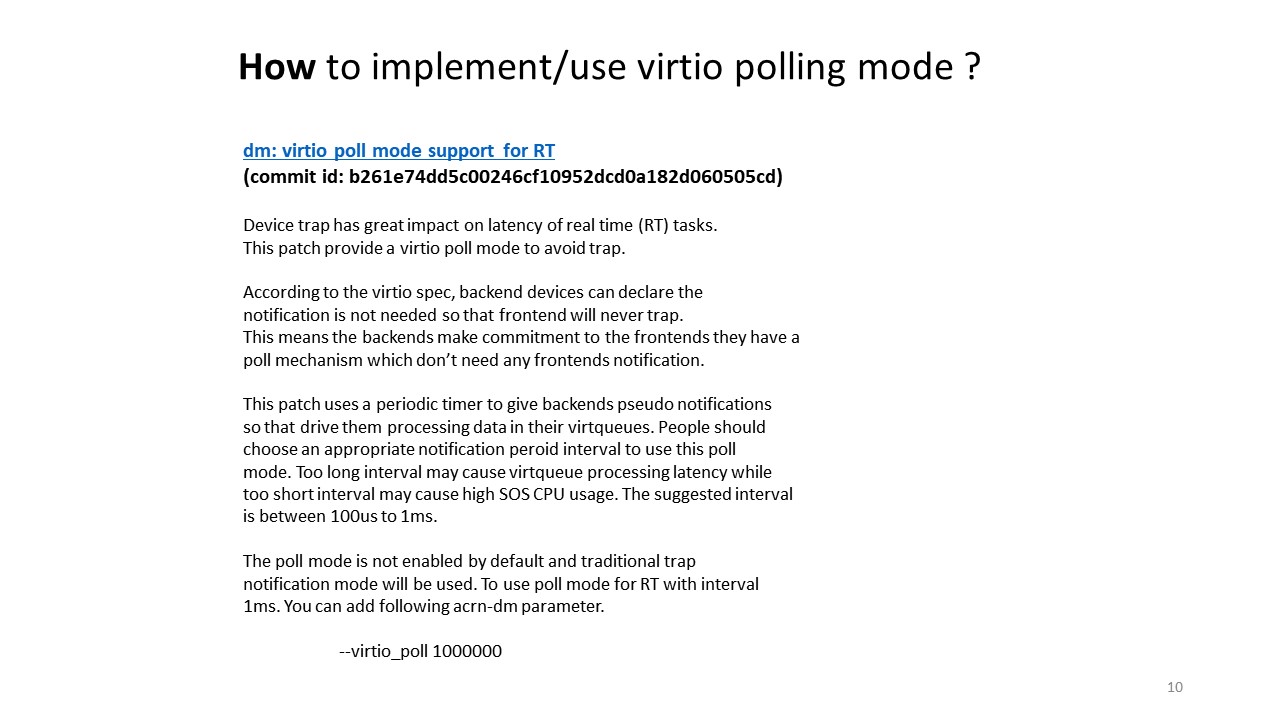 How to implement/use virtio polling mode ?
dm: virtio poll mode support for RT
(commit id: b261e74dd5c00246cf10952dcd0a182d060505cd)
Device trap has great impact on latency of real time (RT) tasks.
This patch provide a virtio poll mode to avoid trap.
According to the virtio spec, backend devices can declare the
notification is not needed so that frontend will never trap.
This means the backends make commitment to the frontends they have a
poll mechanism which don’t need any frontends notification.
This patch uses a periodic timer to give backends pseudo notifications
so that drive them processing data in their virtqueues. People should
choose an appropriate notification peroid interval to use this poll
mode. Too long interval may cause virtqueue processing latency while
too short interval may cause high SOS CPU usage. The suggested interval
is between 100us to 1ms.
The poll mode is not enabled by default and traditional trap
notification mode will be used. To use poll mode for RT with interval
1ms. You can add following acrn-dm parameter.
--virtio_poll 1000000
10